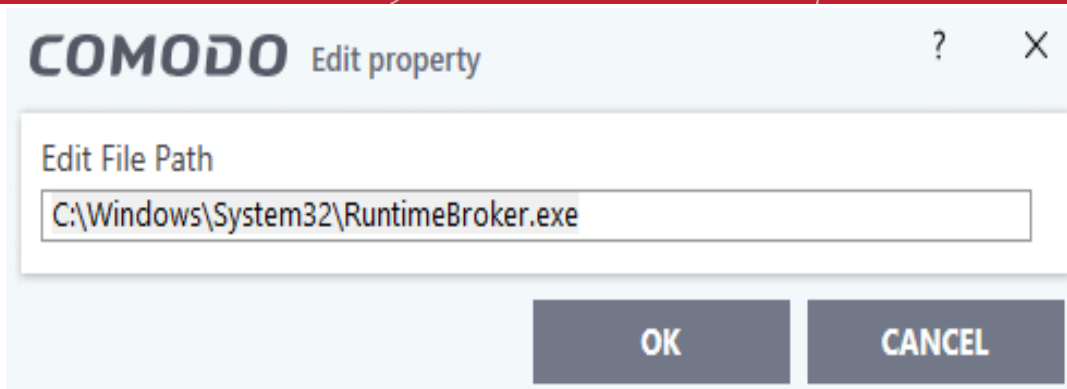 COMODO Edit property ? X
Edit File Path
C:\Windows\System32\RuntimeBroker.exe
OK CANCEL